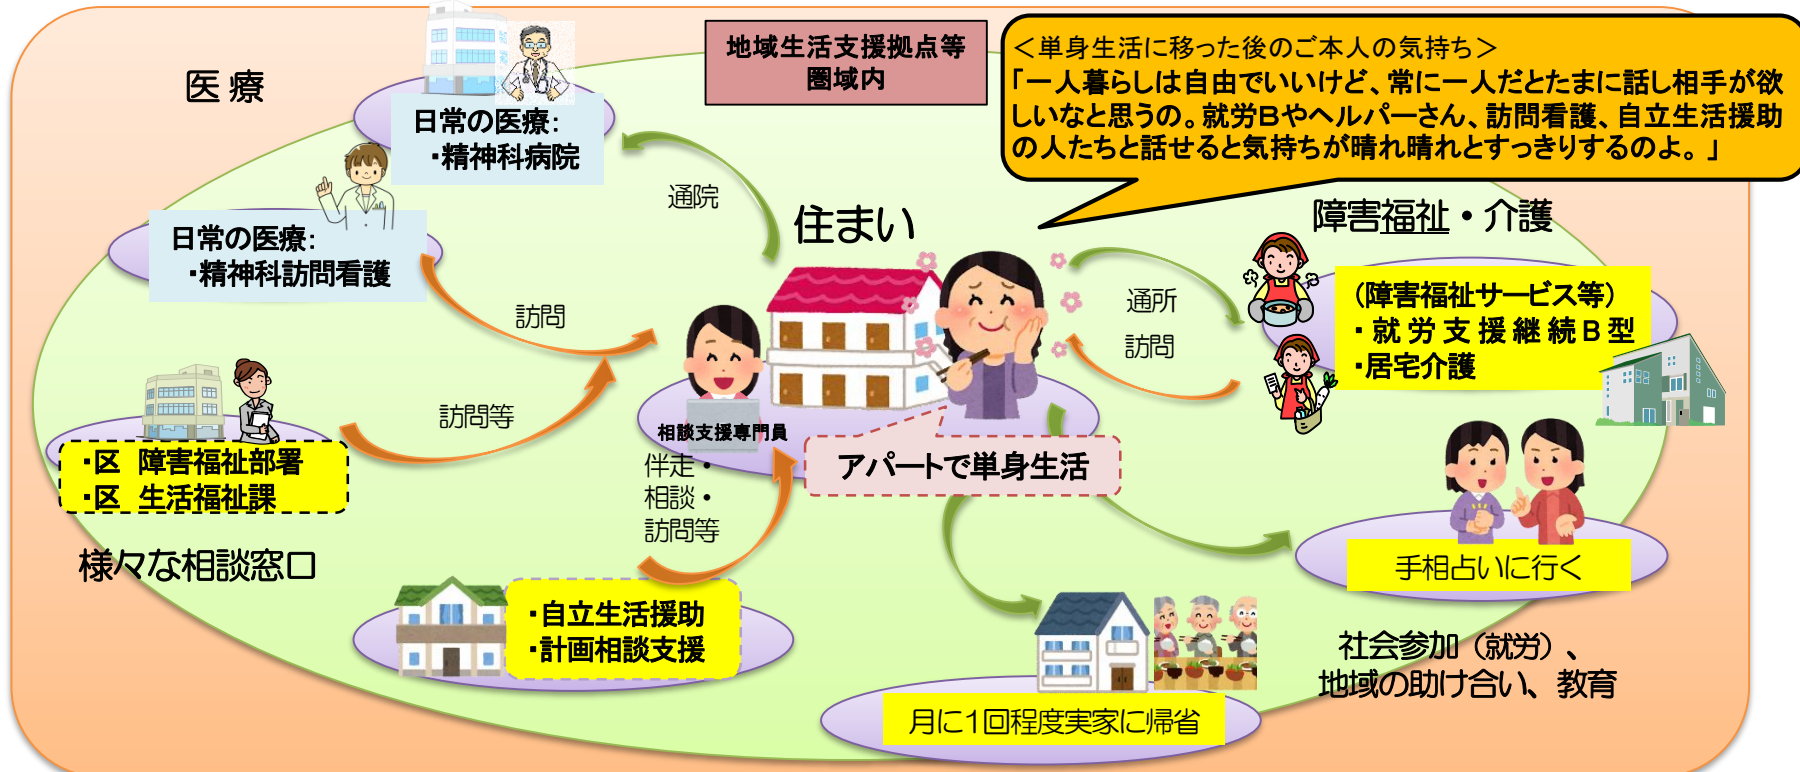 医 療
地域生活支援拠点等
圏域内
＜単身生活に移った後のご本人の気持ち＞
「一人暮らしは自由でいいけど、常に一人だとたまに話し相手が欲
しいなと思うの。就労Bやヘルパーさん、訪問看護、自立生活援助
の人たちと話せると気持ちが晴れ晴れとすっきりするのよ。」
日常の医療：
・精神科病院
通院
住まい
障害福祉・介護
日常の医療：
・精神科訪問看護
訪問
通所
訪問
（障害福祉サービス等）
・就 労 支 援 継 続 B 型
・居宅介護
訪問等
相談支援専門員
アパートで単身生活
・区　障害福祉部署
・区　生活福祉課
伴走・
相談・
訪問等
様々な相談窓口
手相占いに行く
・自立生活援助
・計画相談支援
社会参加（就労）、
地域の助け合い、教育
月に1回程度実家に帰省